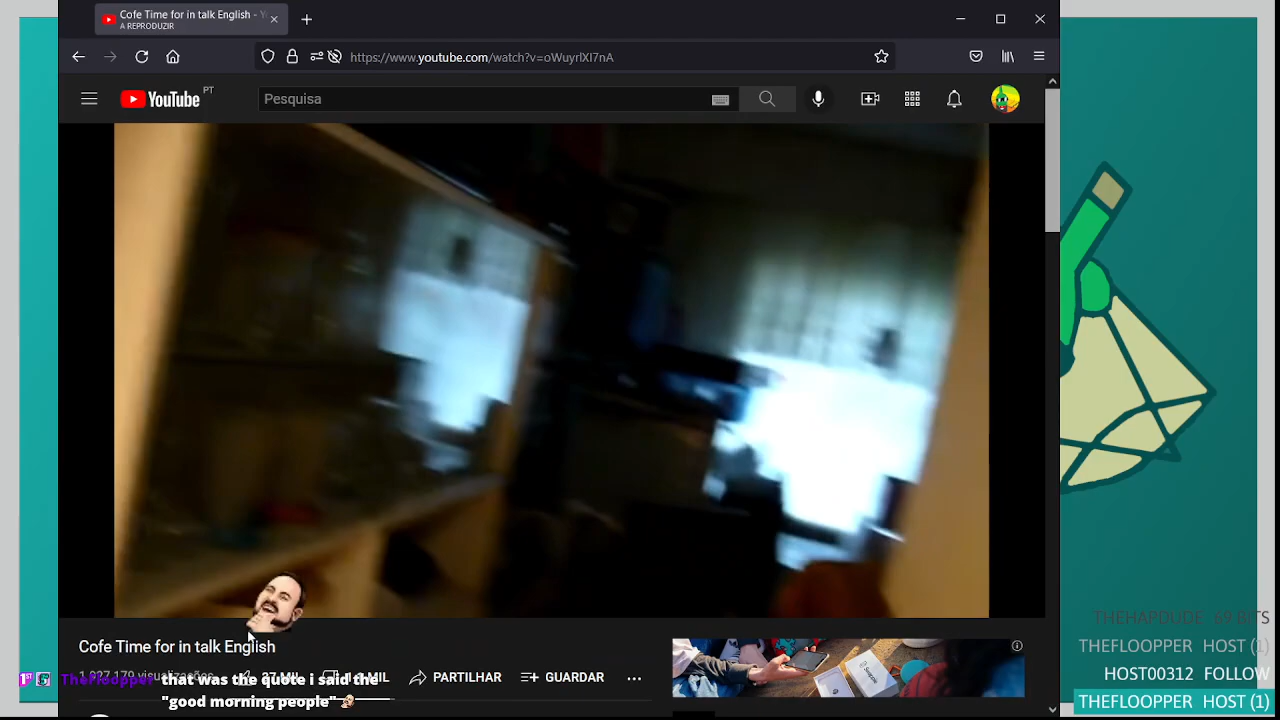 Cofe Time for in talk English - Y
A REPRODUZIR
https://www.youtube.com/watch?v=oWuyrlXI7nA
YouTube PT
Pesquisa
Cofe Time for in talk English
PARTILHAR
GUARDAR
TheFloopper that was the quote i said tho
"good morning people"
THEHAPDUDE 69 BITS
THEFLOOPPER HOST (1)
HOST00312 FOLLOW
THEFLOOPPER HOST (1)